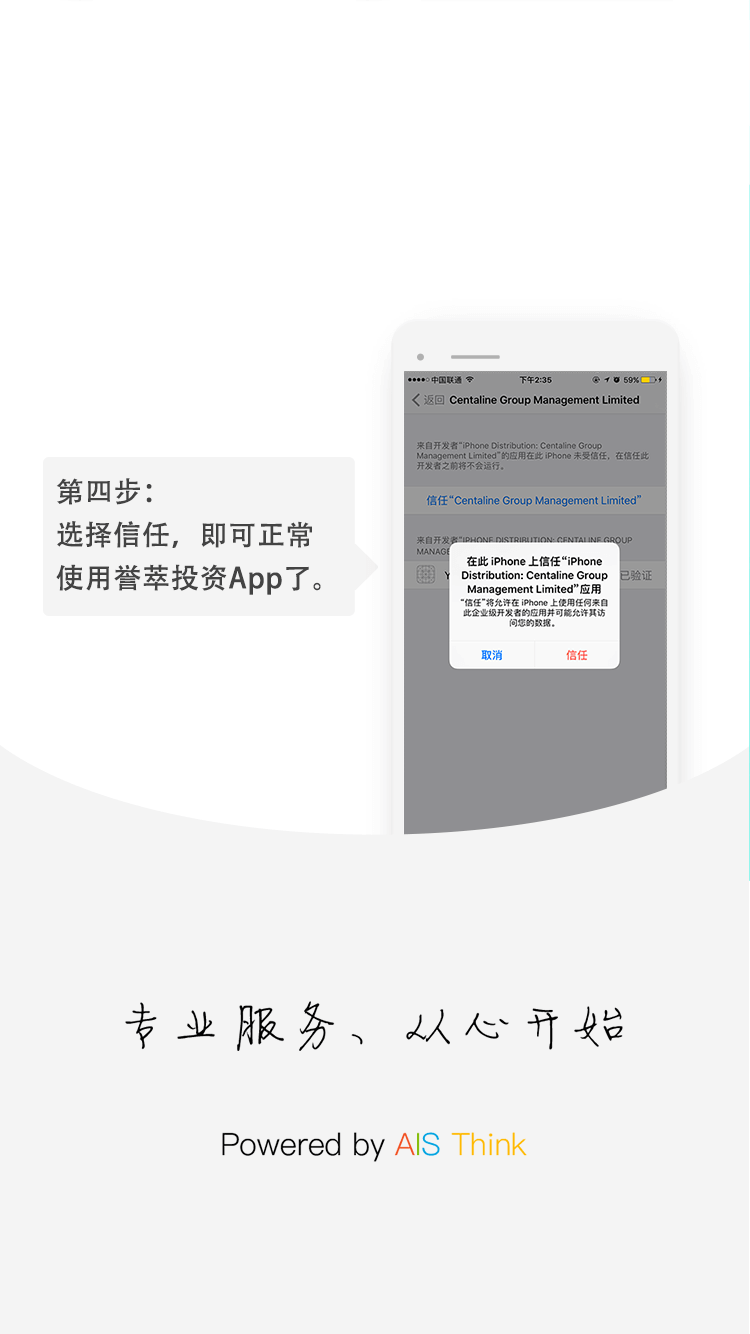 中国联通
下午2:35
59%
返回 Centaline Group Management Limited
来自开发者“iPhone Distribution: Centaline Group
Management Limited”的应用在此 iPhone 未受信任，在信任此
开发者之前将不会运行。
信任“Centaline Group Management Limited”
来自开发者“IPHONE DISTRIBUTION: CENTALINE GROUP
MANAGE
Y
已验证
在此 iPhone 上信任“iPhone
Distribution: Centaline Group
Management Limited”应用
“信任”将允许在 iPhone 上使用任何来自
此企业级开发者的应用并可能允许其访
问您的数据。
取消
信任
第四步：
选择信任，即可正常
使用誉萃投资App了。
专业服务、从心开始
Powered by AIS Think